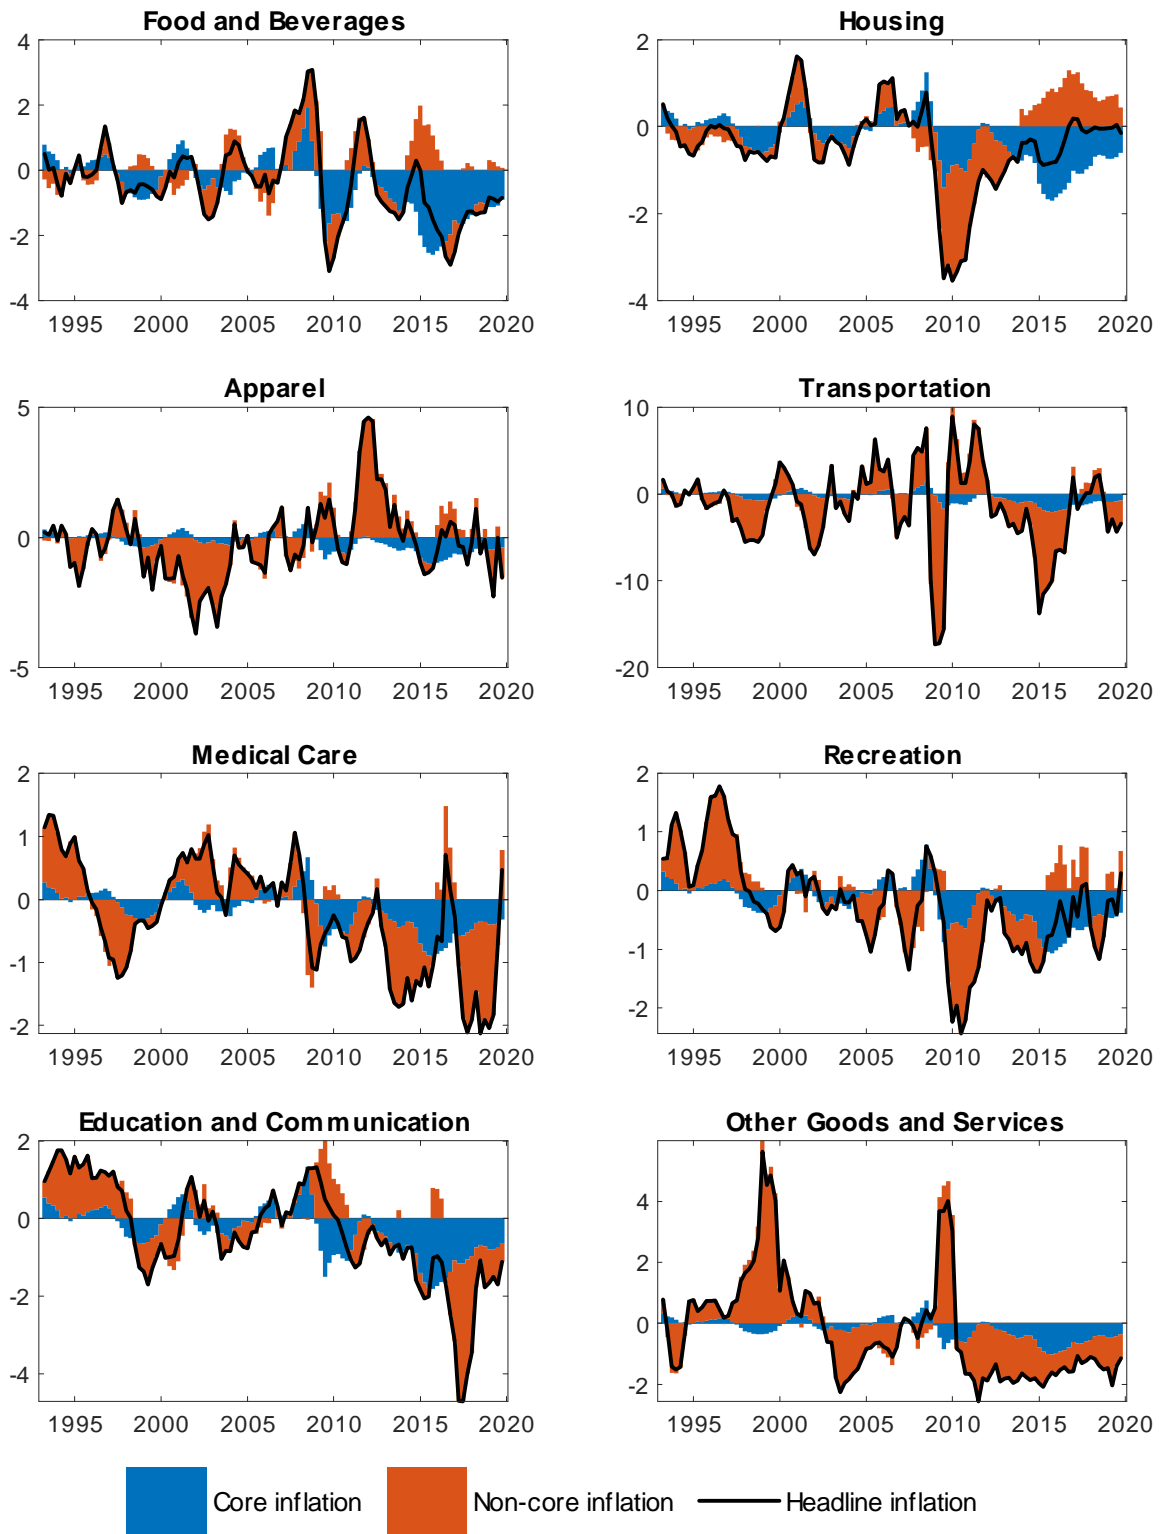 Food and Beverages
4
2
0
-2
-4
1995 2000 2005 2010 2015 2020
Housing
2
0
-2
-4
1995 2000 2005 2010 2015 2020
Apparel
5
0
-5
1995 2000 2005 2010 2015 2020
Transportation
10
0
-10
-20
1995 2000 2005 2010 2015 2020
Medical Care
2
1
0
-1
-2
1995 2000 2005 2010 2015 2020
Recreation
2
1
0
-1
-2
1995 2000 2005 2010 2015 2020
Education and Communication
2
0
-2
-4
1995 2000 2005 2010 2015 2020
Other Goods and Services
4
2
0
-2
1995 2000 2005 2010 2015 2020
Core inflation Non-core inflation Headline inflation